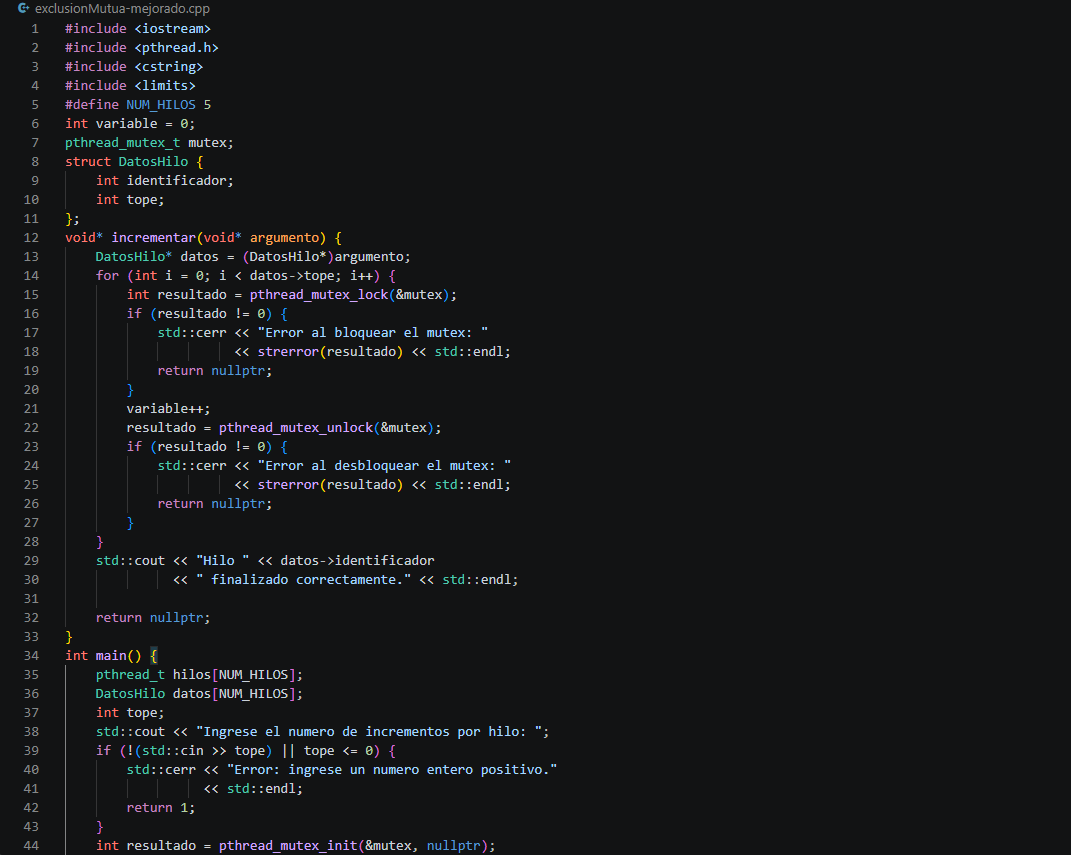 exclusionMutua-mejorado.cpp
1 #include <iostream>
2 #include <pthread.h>
3 #include <cstring>
4 #include <limits>
5 #define NUM_HILOS 5
6 int variable = 0;
7 pthread_mutex_t mutex;
8 struct DatosHilo {
9     int identificador;
10     int tope;
11 };
12 void* incrementar(void* argumento) {
13     DatosHilo* datos = (DatosHilo*)argumento;
14     for (int i = 0; i < datos->tope; i++) {
15         int resultado = pthread_mutex_lock(&mutex);
16         if (resultado != 0) {
17             std::cerr << "Error al bloquear el mutex: "
18                       << strerror(resultado) << std::endl;
19             return nullptr;
20         }
21         variable++;
22         resultado = pthread_mutex_unlock(&mutex);
23         if (resultado != 0) {
24             std::cerr << "Error al desbloquear el mutex: "
25                       << strerror(resultado) << std::endl;
26             return nullptr;
27         }
28     }
29     std::cout << "Hilo " << datos->identificador
30               << " finalizado correctamente." << std::endl;
31
32     return nullptr;
33 }
34 int main() {
35     pthread_t hilos[NUM_HILOS];
36     DatosHilo datos[NUM_HILOS];
37     int tope;
38     std::cout << "Ingrese el numero de incrementos por hilo: ";
39     if (!(std::cin >> tope) || tope <= 0) {
40         std::cerr << "Error: ingrese un numero entero positivo."
41                   << std::endl;
42         return 1;
43     }
44     int resultado = pthread_mutex_init(&mutex, nullptr);